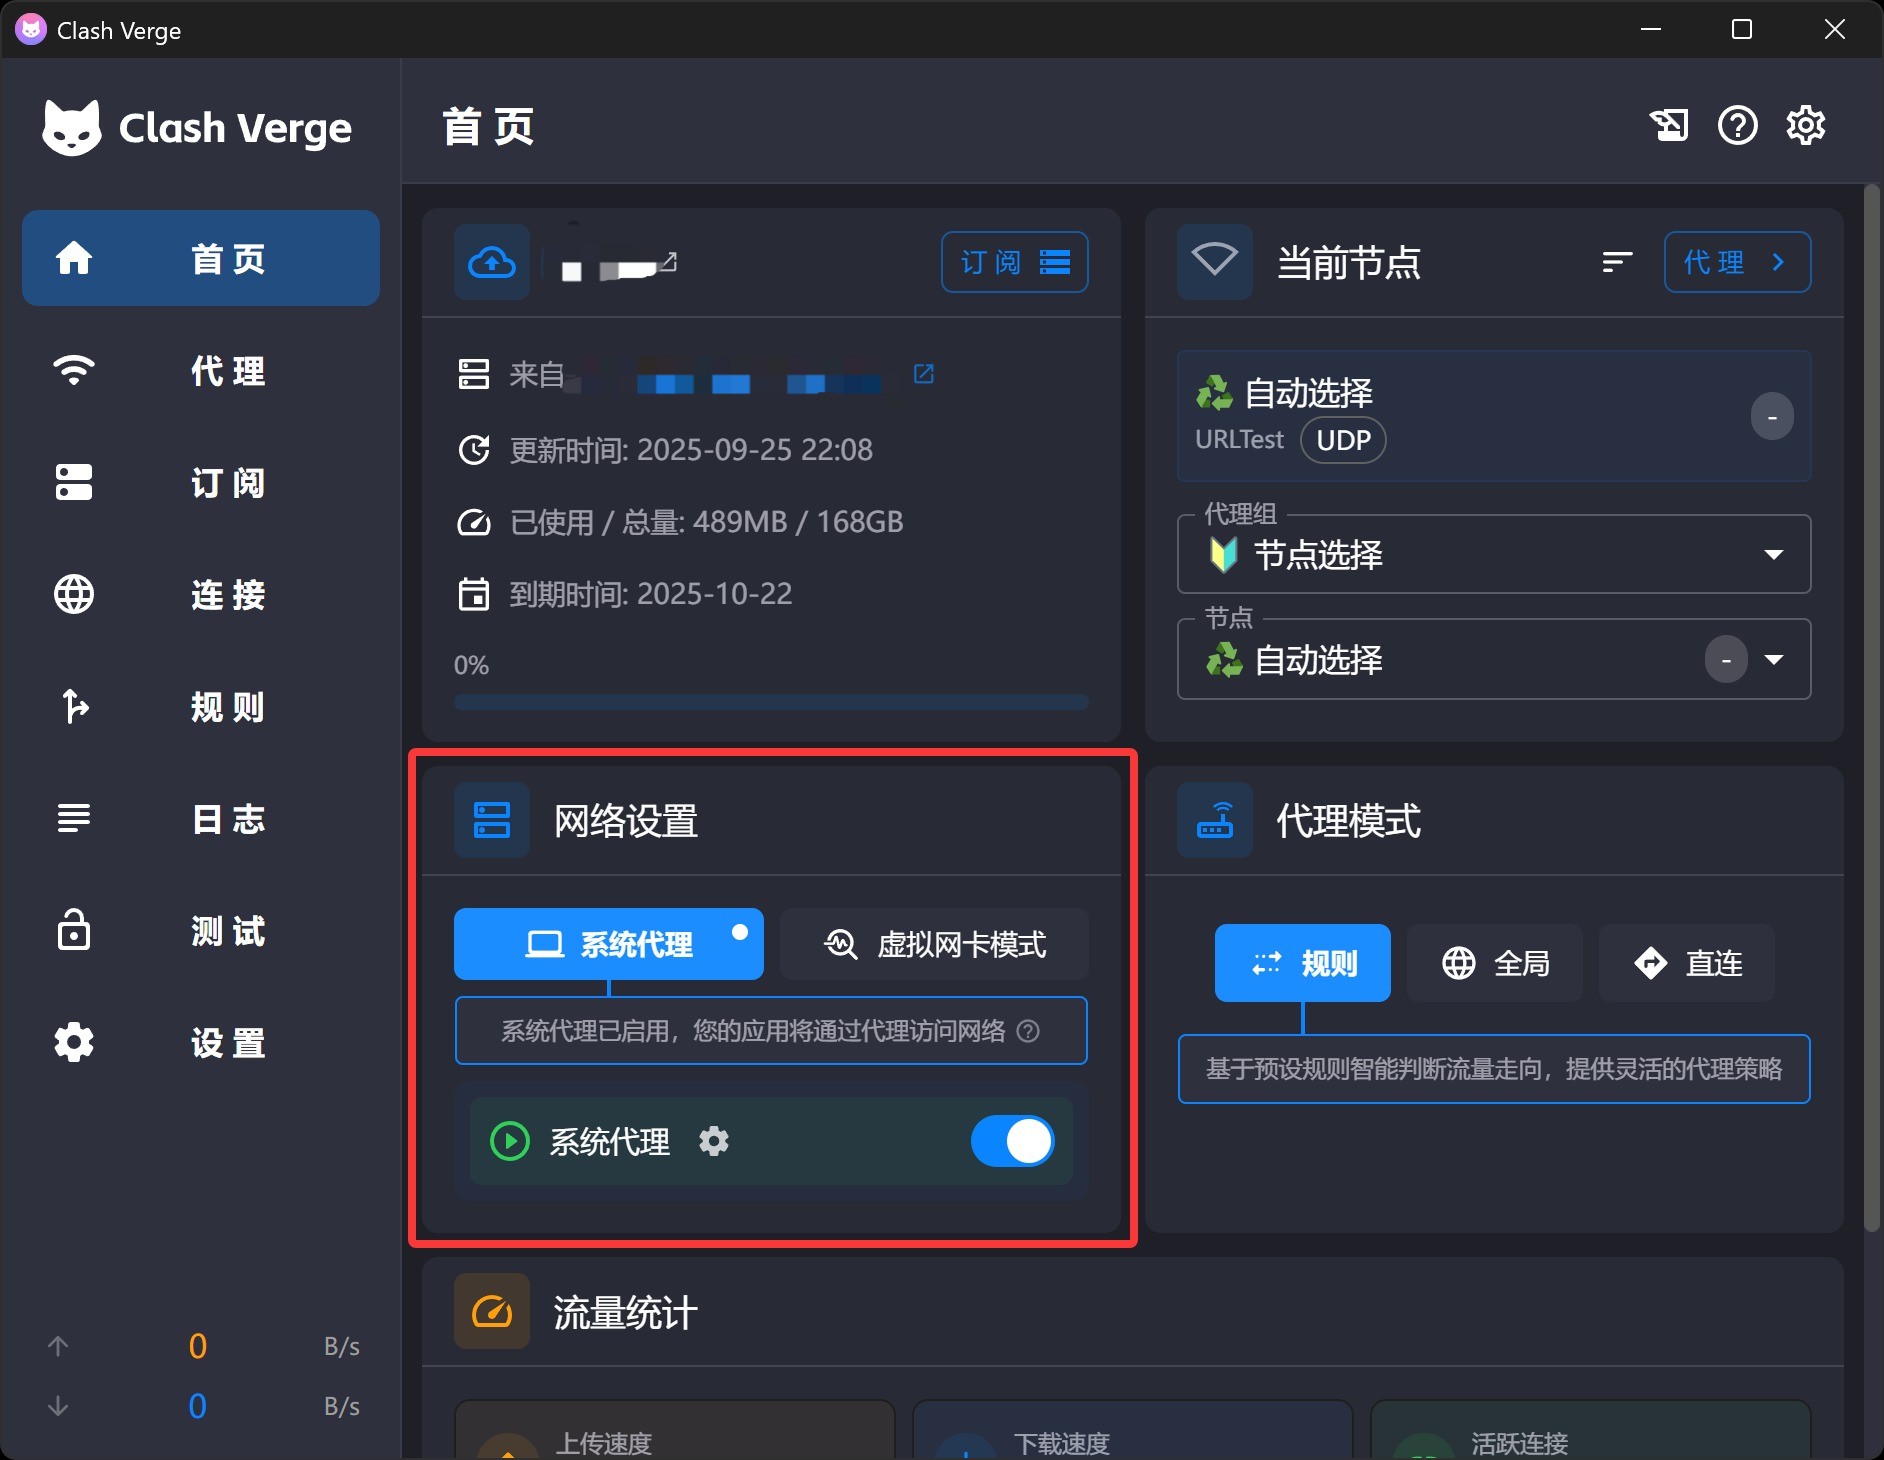 Clash Verge
Clash Verge
首页
首页
代理
订阅
连接
规则
日志
测试
设置
0 B/s
0 B/s
订阅
来自
更新时间: 2025-09-25 22:08
已使用 / 总量: 489MB / 168GB
到期时间: 2025-10-22
0%
当前节点
代理
自动选择
URLTest UDP
-
代理组
节点选择
节点
自动选择 -
网络设置
系统代理
虚拟网卡模式
系统代理已启用，您的应用将通过代理访问网络
系统代理
代理模式
规则
全局
直连
基于预设规则智能判断流量走向，提供灵活的代理策略
流量统计
上传速度
下载速度
活跃连接